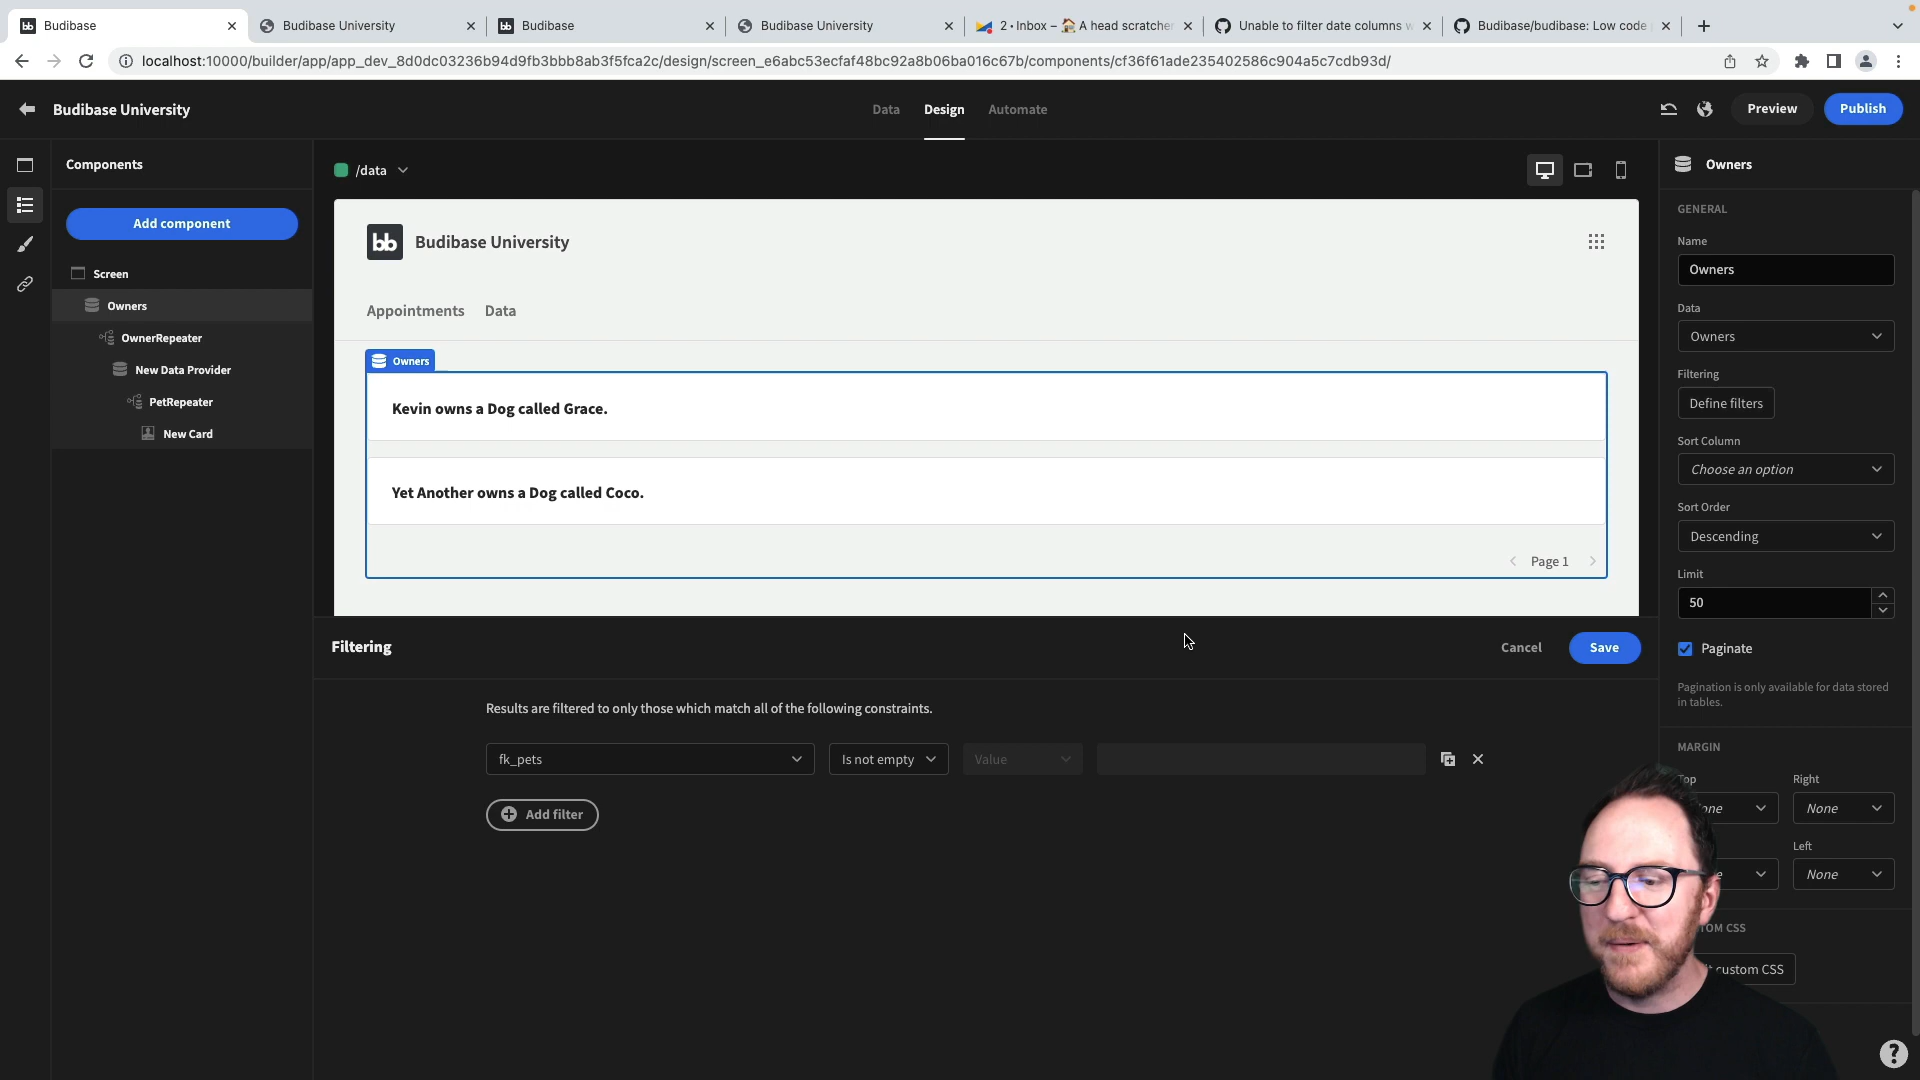 Budibase
Budibase University
Budibase
Budibase University
2 • Inbox – 🏠 A head scratcher
Unable to filter date columns w
Budibase/budibase: Low code
localhost:10000/builder/app/app_dev_8d0dc03236b94d9fb3bbb8ab3f5fca2c/design/screen_e6abc53ecfaf48bc92a8b06ba016c67b/components/cf36f61ade235402586c904a5c7cdb93d/
Budibase University
Data
Design
Automate
Preview
Publish
Components
Add component
Screen
Owners
OwnerRepeater
New Data Provider
PetRepeater
New Card
/data
bb Budibase University
Appointments Data
Owners
Kevin owns a Dog called Grace.
Yet Another owns a Dog called Coco.
Page 1
Filtering
Cancel
Save
Results are filtered to only those which match all of the following constraints.
fk_pets
Is not empty
Value
Add filter
Owners
GENERAL
Name
Owners
Data
Owners
Filtering
Define filters
Sort Column
Choose an option
Sort Order
Descending
Limit
50
Paginate
Pagination is only available for data stored
in tables.
MARGIN
Right
None
Left
None
custom CSS